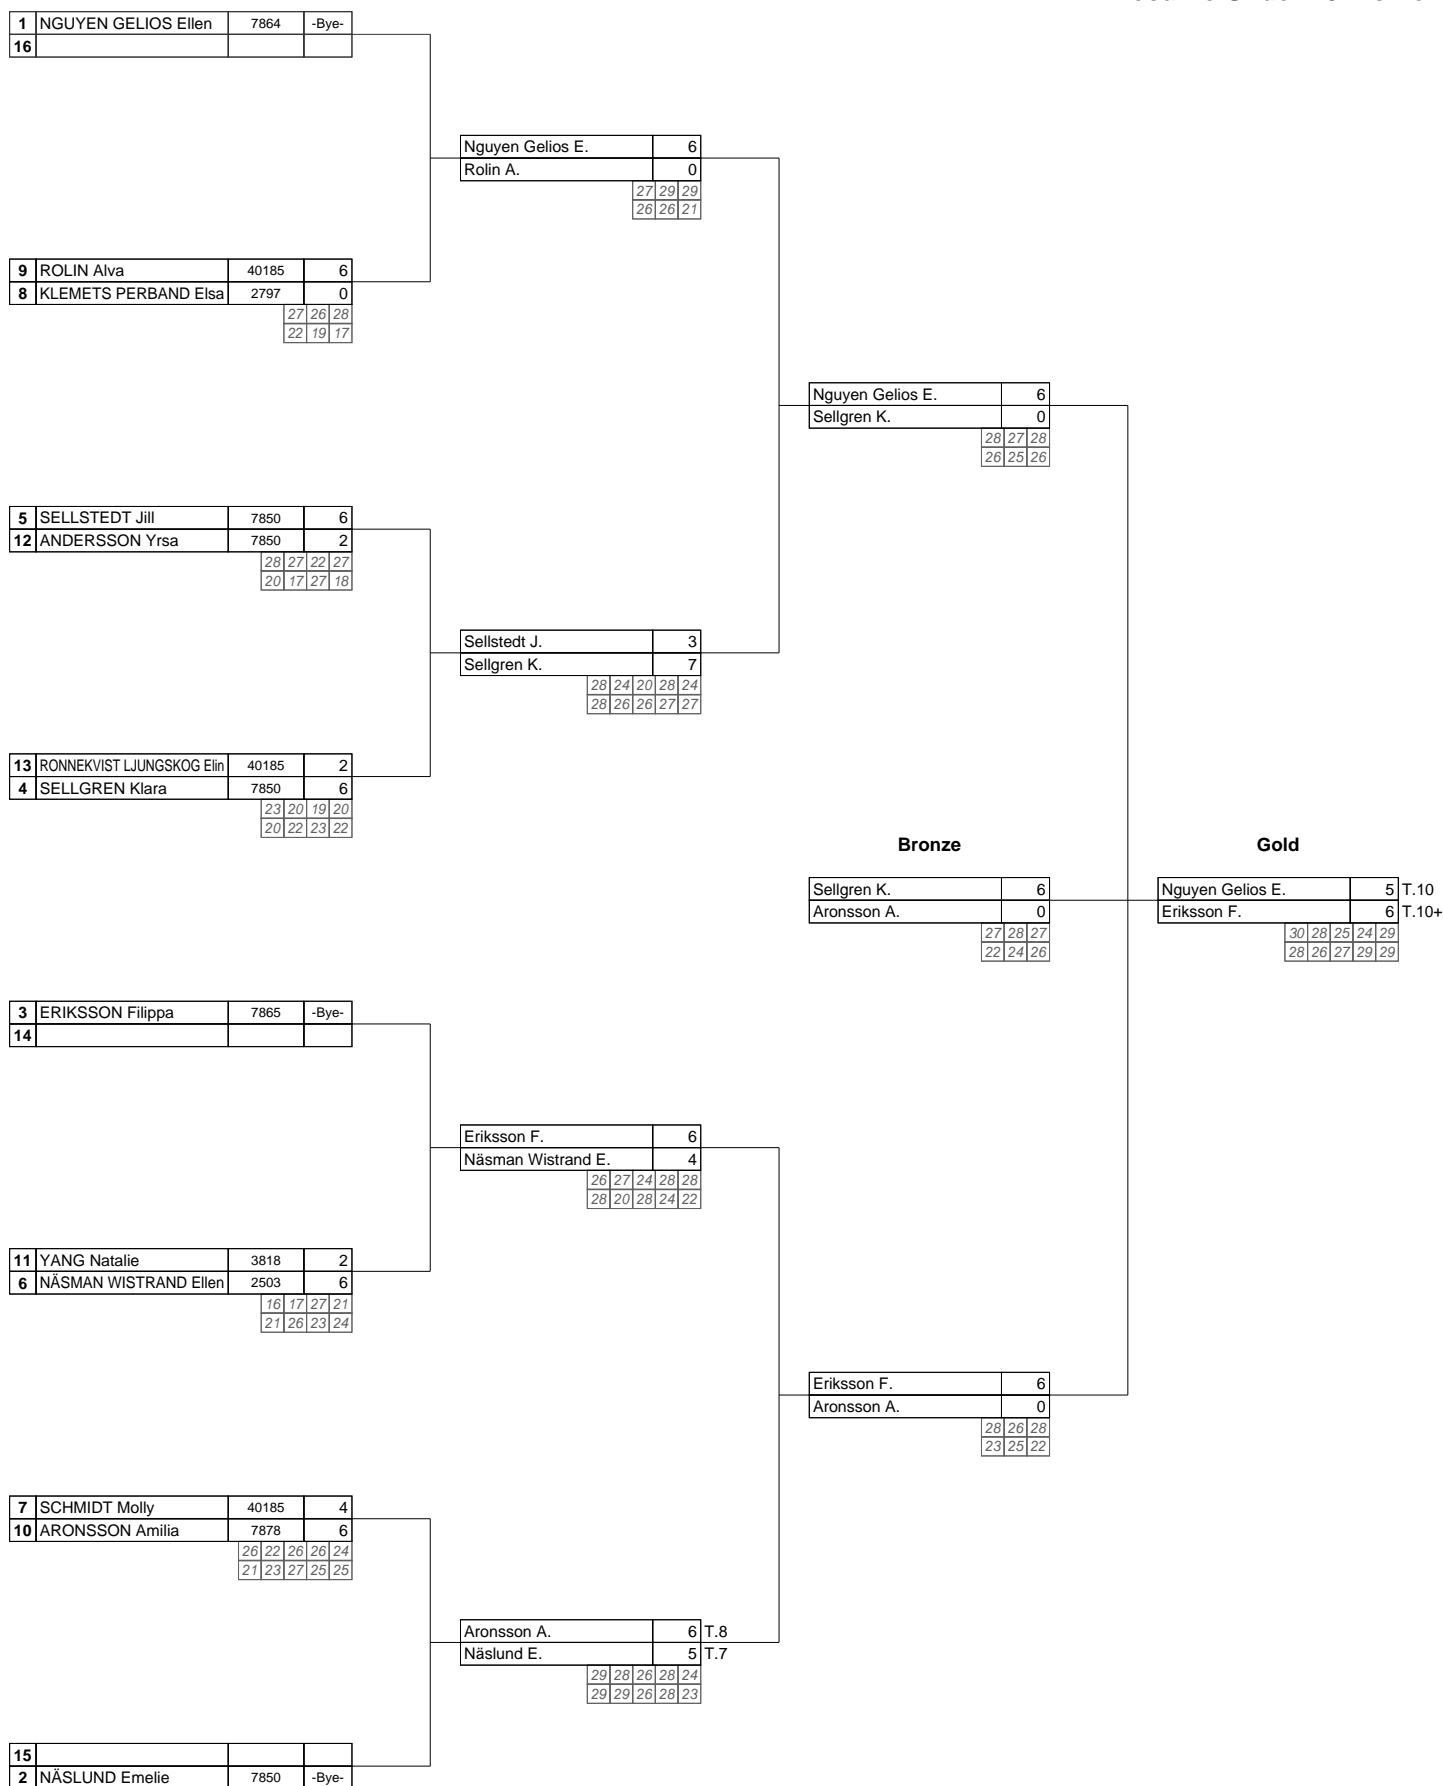 1 NGUYEN GELIOS Ellen 7864 -Bye-
16
Nguyen Gelios E. 6
Rolin A. 0
27 29 29
26 26 21
9 ROLIN Alva 40185 6
8 KLEMETS PERBAND Elsa 2797 0
27 26 28
22 19 17
Nguyen Gelios E. 6
Sellgren K. 0
28 27 28
26 25 26
5 SELLSTEDT Jill 7850 6
12 ANDERSSON Yrsa 7850 2
28 27 22 27
20 17 27 18
Sellstedt J. 3
Sellgren K. 7
28 24 20 28 24
28 26 26 27 27
13 RONNEKVIST LJUNGSKOG Elin 40185 2
4 SELLGREN Klara 7850 6
23 20 19 20
20 22 23 22
Bronze Gold
Sellgren K. 6 Nguyen Gelios E. 5 T.10
Aronsson A. 0 Eriksson F. 6 T.10+
27 28 27 30 28 25 24 29
22 24 26 28 26 27 29 29
3 ERIKSSON Filippa 7865 -Bye-
14
Eriksson F. 6
Näsman Wistrand E. 4
26 27 24 28 28
28 20 28 24 22
11 YANG Natalie 3818 2
6 NÄSMAN WISTRAND Ellen 2503 6
16 17 27 21
21 26 23 24
Eriksson F. 6
Aronsson A. 0
28 26 28
23 25 22
7 SCHMIDT Molly 40185 4
10 ARONSSON Amilia 7878 6
26 22 26 26 24
21 23 27 25 25
Aronsson A. 6 T.8
Näslund E. 5 T.7
29 28 26 28 24
29 29 26 28 23
15
2 NÄSLUND Emelie 7850 -Bye-